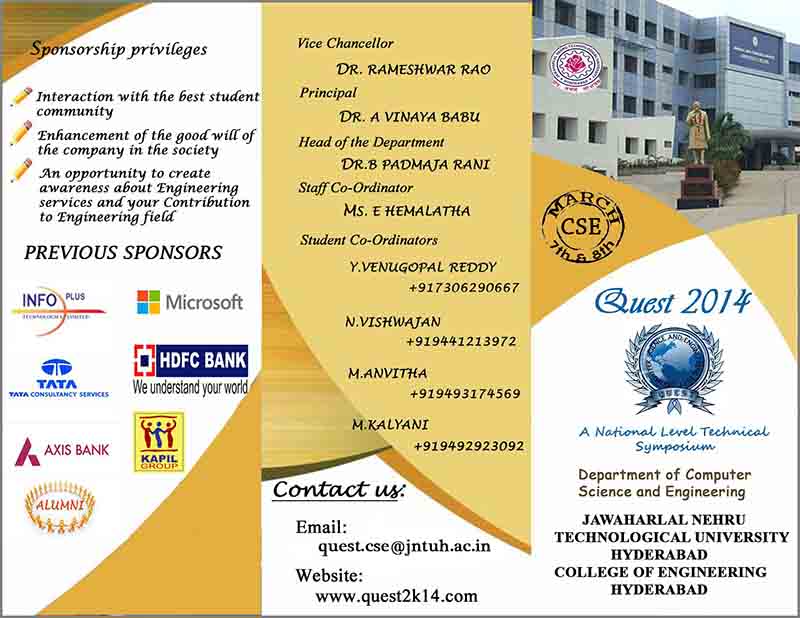 Sponsorship privileges
Interaction with the best student
community
Enhancement of the good will of
the company in the society
An opportunity to create
awareness about Engineering
services and your Contribution
to Engineering field
PREVIOUS SPONSORS
INFO PLUS
TECHNOLOGIES LIMITED
Microsoft
TATA
TATA CONSULTANCY SERVICES
HDFC BANK
We understand your world
AXIS BANK
KAPIL
GROUP
ALUMNI
Vice Chancellor
DR. RAMESHWAR RAO
Principal
DR. A VINAYA BABU
Head of the Department
DR.B PADMAJA RANI
Staff Co-Ordinator
MS. E HEMALATHA
Student Co-Ordinators
Y.VENUGOPAL REDDY
+917306290667
N.VISHWAJAN
+919441213972
M.ANVITHA
+919493174569
M.KALYANI
+919492923092
Contact us:
Email:
quest.cse@jntuh.ac.in
Website:
www.quest2k14.com
MARCH
CSE
7th & 8th
Quest 2014
QUEST
A National Level Technical
Symposium
Department of Computer
Science and Engineering
JAWAHARLAL NEHRU
TECHNOLOGICAL UNIVERSITY
HYDERABAD
COLLEGE OF ENGINEERING
HYDERABAD